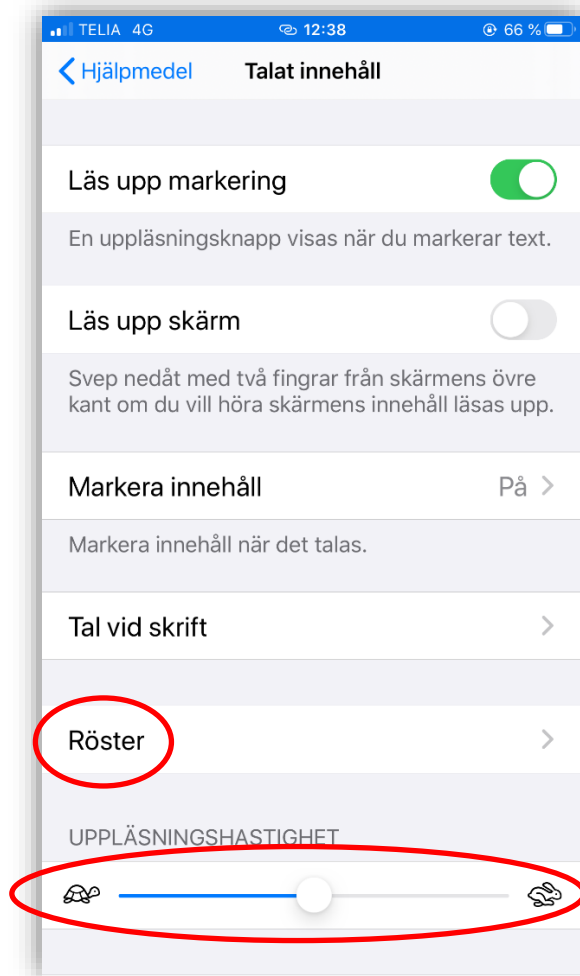 TELIA 4G 12:38 66 %
Hjälpmedel Talat innehåll
Läs upp markering
En uppläsningsknapp visas när du markerar text.
Läs upp skärm
Svep nedåt med två fingrar från skärmens övre
kant om du vill höra skärmens innehåll läsas upp.
Markera innehåll På
Markera innehåll när det talas.
Tal vid skrift
Röster
UPPLÄSNINGSHASTIGHET